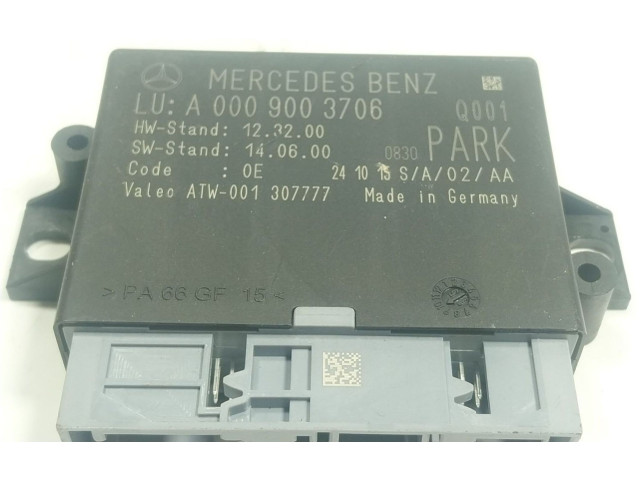 MERCEDES BENZ
LU: A 000 900 3706 Q001
HW-Stand: 12.32.00
SW-Stand: 14.06.00 0830 PARK
Code : 0E 24 10 15 S/A/02/AA
Valeo ATW-001 307777 Made in Germany
>PA 66 GF 15<